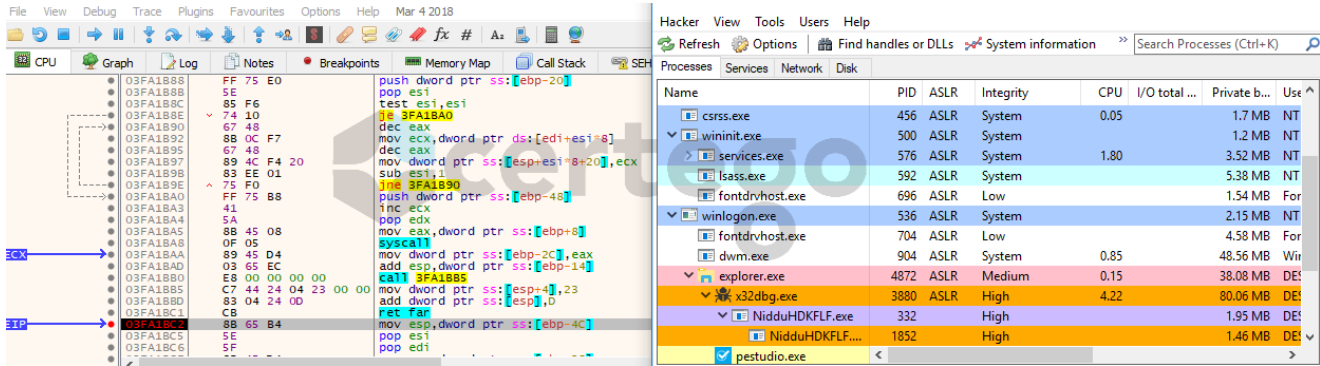 File View Debug Trace Plugins Favourites Options Help Mar 4 2018
CPU Graph Log Notes Breakpoints Memory Map Call Stack SEH
03FA1B88 FF 75 E0 push dword ptr ss:[ebp-20]
03FA1B8B 5E pop esi
03FA1B8C 85 F6 test esi,esi
03FA1B8E 74 10 je 3FA1BA0
03FA1B90 67 48 dec eax
03FA1B92 8B 0C F7 mov ecx,dword ptr ds:[edi+esi*8]
03FA1B95 67 48 dec eax
03FA1B97 89 4C F4 20 mov dword ptr ss:[esp+esi*8+20],ecx
03FA1B9B 83 EE 01 sub esi,1
03FA1B9E 75 F0 jne 3FA1B90
03FA1BA0 FF 75 B8 push dword ptr ss:[ebp-48]
03FA1BA3 41 inc ecx
03FA1BA4 5A pop edx
03FA1BA5 8B 45 08 mov eax,dword ptr ss:[ebp+8]
03FA1BA8 0F 05 syscall
ECX 03FA1BAA 89 45 D4 mov dword ptr ss:[ebp-2C],eax
03FA1BAD 03 65 EC add esp,dword ptr ss:[ebp-14]
03FA1BB0 E8 00 00 00 00 call 3FA1BB5
03FA1BB5 C7 44 24 04 23 00 00 mov dword ptr ss:[esp+4],23
03FA1BBD 83 04 24 0D add dword ptr ss:[esp],D
03FA1BC1 CB ret far
EIP 03FA1BC2 8B 65 B4 mov esp,dword ptr ss:[ebp-4C]
03FA1BC5 5E pop esi
03FA1BC6 5F pop edi
certego
Hacker View Tools Users Help
Refresh Options Find handles or DLLs System information » Search Processes (Ctrl+K)
Processes Services Network Disk
Name PID ASLR Integrity CPU I/O total ... Private b... Use
csrss.exe 456 ASLR System 0.05 1.7 MB NT
wininit.exe 500 ASLR System 1.2 MB NT
services.exe 576 ASLR System 1.80 3.52 MB NT
lsass.exe 592 ASLR System 5.38 MB NT
fontdrvhost.exe 696 ASLR Low 1.54 MB For
winlogon.exe 536 ASLR System 2.15 MB NT
fontdrvhost.exe 704 ASLR Low 4.58 MB For
dwm.exe 904 ASLR System 0.85 48.56 MB Wir
explorer.exe 4872 ASLR Medium 0.15 38.08 MB DES
x32dbg.exe 3880 ASLR High 4.22 80.06 MB DES
NidduHDKFLF.exe 332 High 1.95 MB DES
NidduHDKFLF.... 1852 High 1.46 MB DES
pestudio.exe